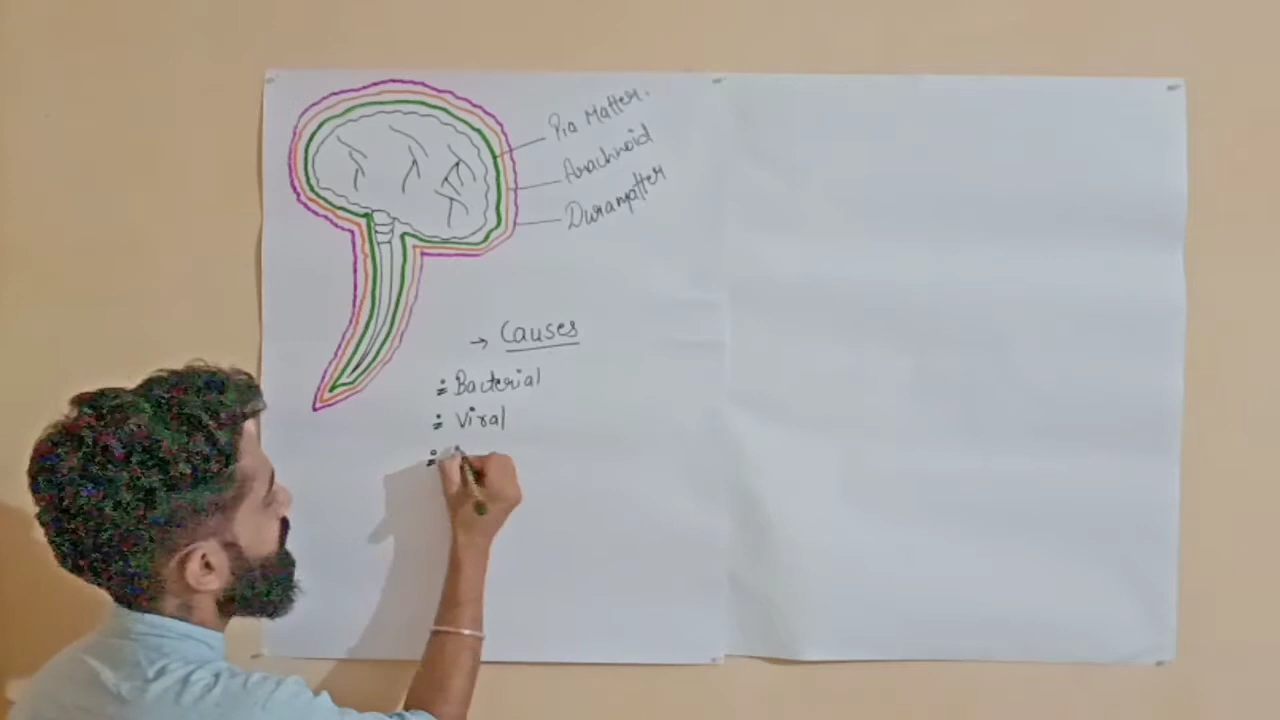 Pia Matter.
Arachnoid
Duramatter
→ Causes
Bacterial
Viral